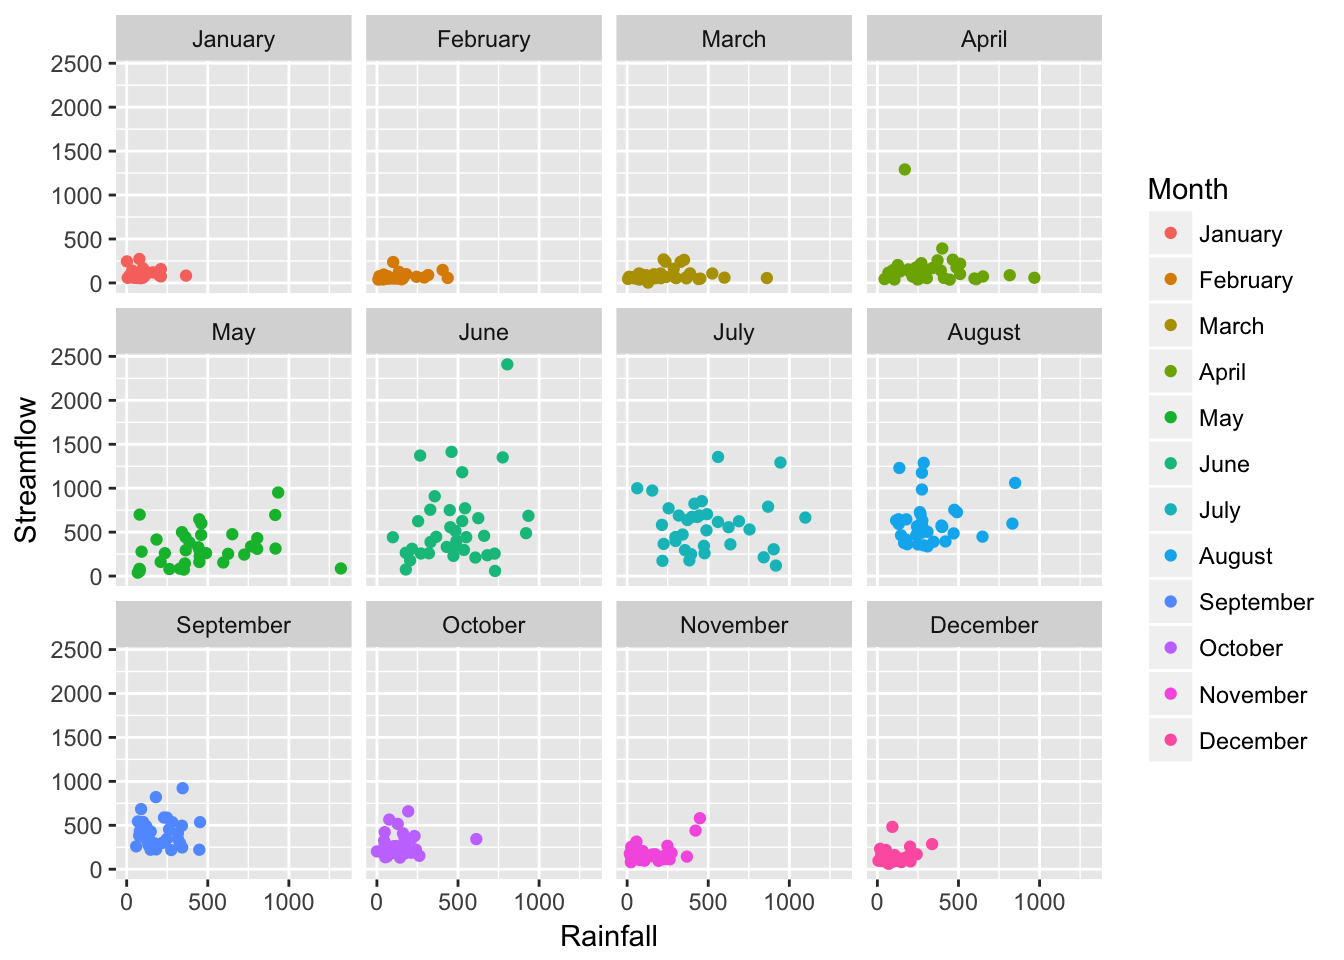 January February March April
2500
2000
1500
1000
500
0
May June July August
2500
2000
1500
1000
500
0
September October November December
2500
2000
1500
1000
500
0
0 500 1000 0 500 1000 0 500 1000 0 500 1000
Rainfall
Streamflow
Month
January
February
March
April
May
June
July
August
September
October
November
December